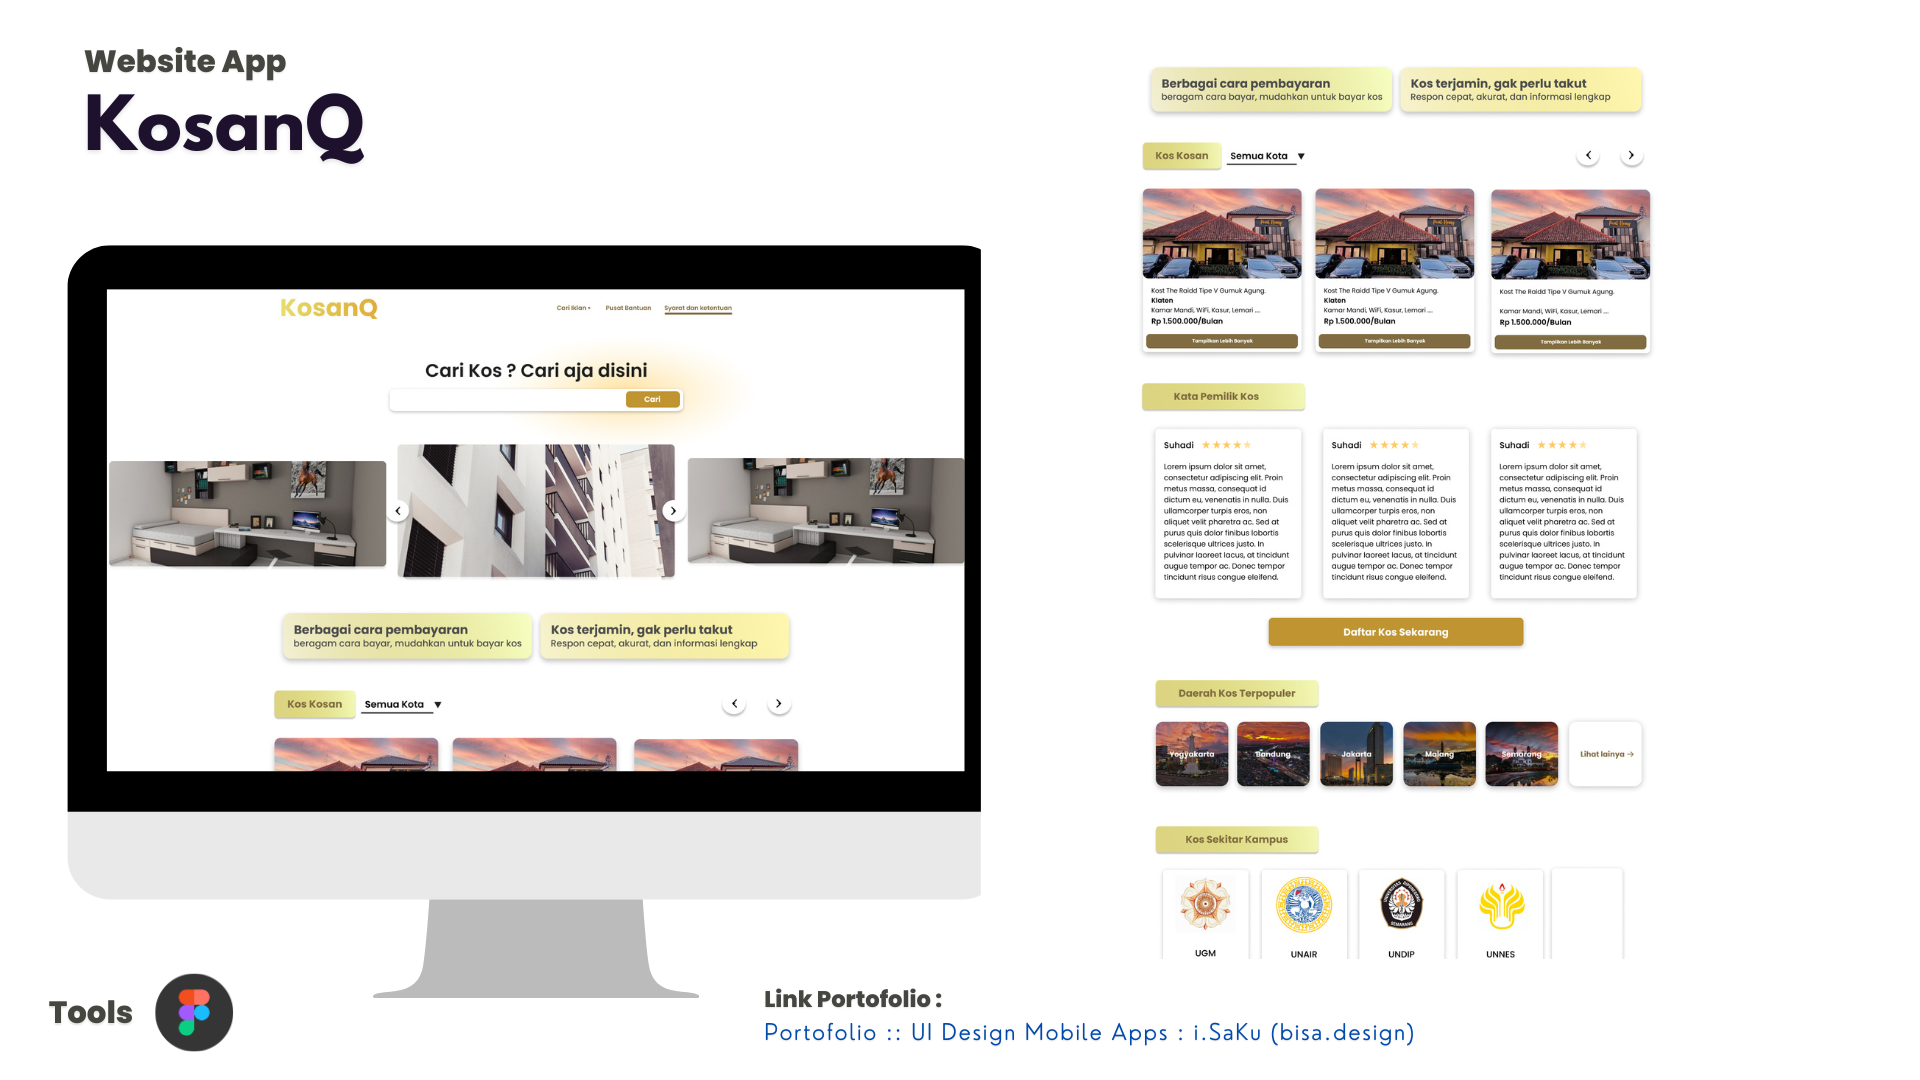 Website App
KosanQ
KosanQ
Cari Iklan ▾
Pusat Bantuan
Syarat dan ketentuan
Cari Kos ? Cari aja disini
Cari
Berbagai cara pembayaran
beragam cara bayar, mudahkan untuk bayar kos
Kos terjamin, gak perlu takut
Respon cepat, akurat, dan informasi lengkap
Kos Kosan
Semua Kota ▼
Berbagai cara pembayaran
beragam cara bayar, mudahkan untuk bayar kos
Kos terjamin, gak perlu takut
Respon cepat, akurat, dan informasi lengkap
Kos Kosan
Semua Kota ▼
Kost The Raidd Tipe V Gumuk Agung.
Klaten
Kamar Mandi, WiFi, Kasur, Lemari ....
Rp 1.500.000/Bulan
Tampilkan Lebih Banyak
Kost The Raidd Tipe V Gumuk Agung.
Klaten
Kamar Mandi, WiFi, Kasur, Lemari ....
Rp 1.500.000/Bulan
Tampilkan Lebih Banyak
Kost The Raidd Tipe V Gumuk Agung.
Kamar Mandi, WiFi, Kasur, Lemari ....
Rp 1.500.000/Bulan
Tampilkan Lebih Banyak
Kata Pemilik Kos
Suhadi
Lorem ipsum dolor sit amet,
consectetur adipiscing elit. Proin
metus massa, consequat id
dictum eu, venenatis in nulla. Duis
ullamcorper turpis eros, non
aliquet velit pharetra ac. Sed at
purus quis dolor finibus lobortis
scelerisque ultrices justo. In
pulvinar laoreet lacus, at tincidunt
augue tempor ac. Donec tempor
tincidunt risus congue eleifend.
Suhadi
Lorem ipsum dolor sit amet,
consectetur adipiscing elit. Proin
metus massa, consequat id
dictum eu, venenatis in nulla. Duis
ullamcorper turpis eros, non
aliquet velit pharetra ac. Sed at
purus quis dolor finibus lobortis
scelerisque ultrices justo. In
pulvinar laoreet lacus, at tincidunt
augue tempor ac. Donec tempor
tincidunt risus congue eleifend.
Suhadi
Lorem ipsum dolor sit amet,
consectetur adipiscing elit. Proin
metus massa, consequat id
dictum eu, venenatis in nulla. Duis
ullamcorper turpis eros, non
aliquet velit pharetra ac. Sed at
purus quis dolor finibus lobortis
scelerisque ultrices justo. In
pulvinar laoreet lacus, at tincidunt
augue tempor ac. Donec tempor
tincidunt risus congue eleifend.
Daftar Kos Sekarang
Daerah Kos Terpopuler
Yogyakarta
Bandung
Jakarta
Malang
Semarang
Lihat lainya →
Kos Sekitar Kampus
UGM
UNAIR
SEMARANG
UNDIP
UNNES
Tools
Link Portofolio :
Portofolio :: UI Design Mobile Apps : i.SaKu (bisa.design)